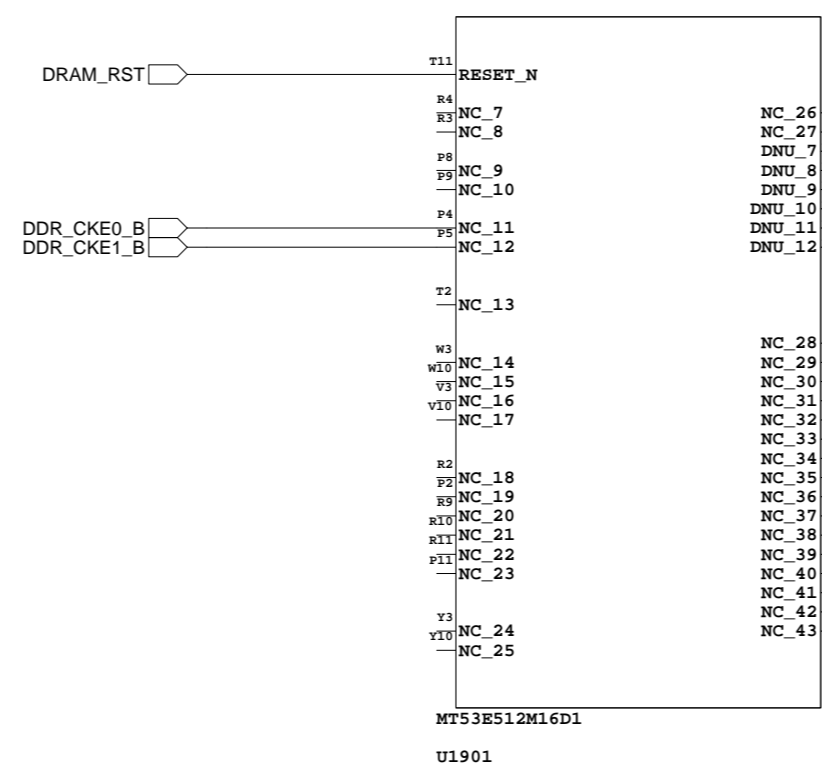 T11
DRAM_RST RESET_N
R4
NC_7 NC_26
R3
NC_8 NC_27
DNU_7
P8
NC_9 DNU_8
P9
NC_10 DNU_9
DNU_10
P4
DDR_CKE0_B NC_11 DNU_11
P5
DDR_CKE1_B NC_12 DNU_12
T2
NC_13
NC_28
W3
NC_14 NC_29
W10
NC_15 NC_30
V3
NC_16 NC_31
V10
NC_17 NC_32
NC_33
NC_34
R2
NC_18 NC_35
P2
NC_19 NC_36
R9
NC_20 NC_37
R10
NC_21 NC_38
R11
NC_22 NC_39
P11
NC_23 NC_40
NC_41
NC_42
Y3
NC_24 NC_43
Y10
NC_25
MT53E512M16D1
U1901